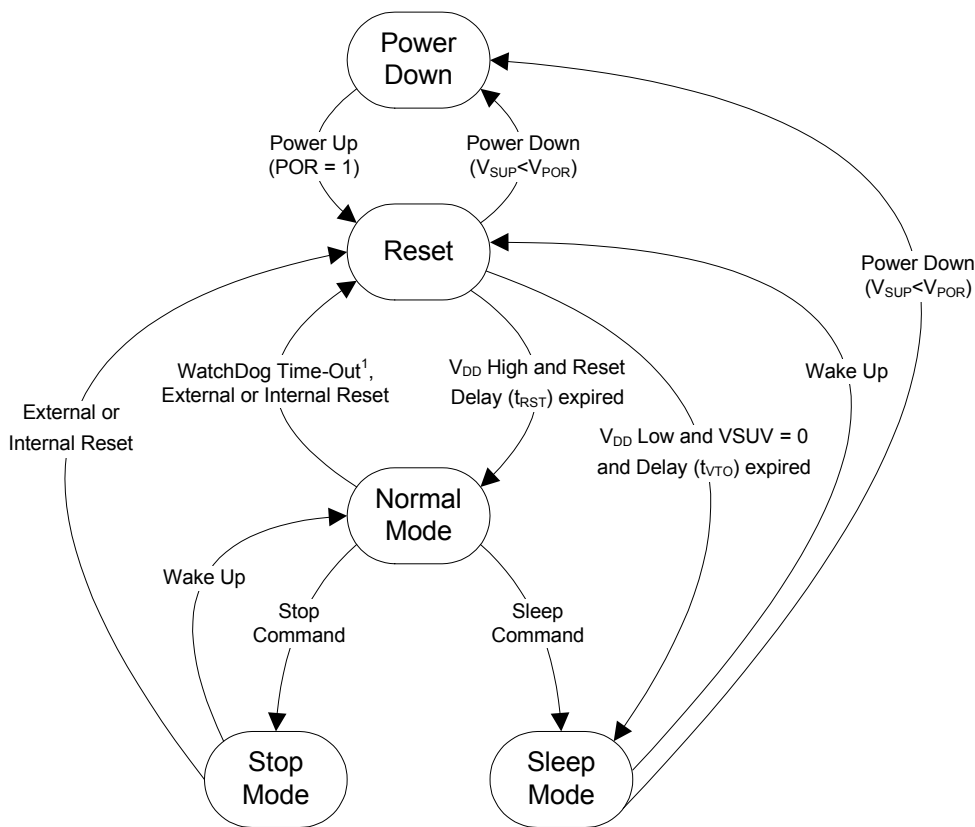 Power
Down
Power Up
(POR = 1)
Power Down
(VSUP<VPOR)
Reset
Power Down
(VSUP<VPOR)
WatchDog Time-Out¹,
External or Internal Reset
VDD High and Reset
Delay (tRST) expired
Wake Up
External or
Internal Reset
VDD Low and VSUV = 0
and Delay (tVTO) expired
Normal
Mode
Wake Up
Stop
Command
Sleep
Command
Stop
Mode
Sleep
Mode